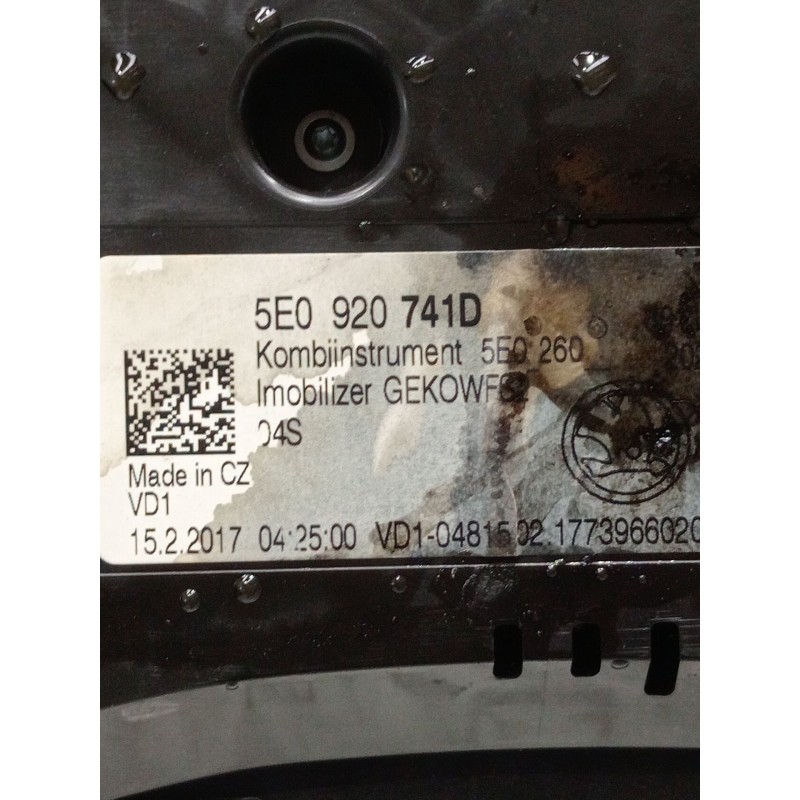 5E0 920 741D
Kombiinstrument 5E0 260
Imobilizer
04S
Made in CZ
VD1
15.2.2017 04:25:00 VD1-04815 02.1773966020